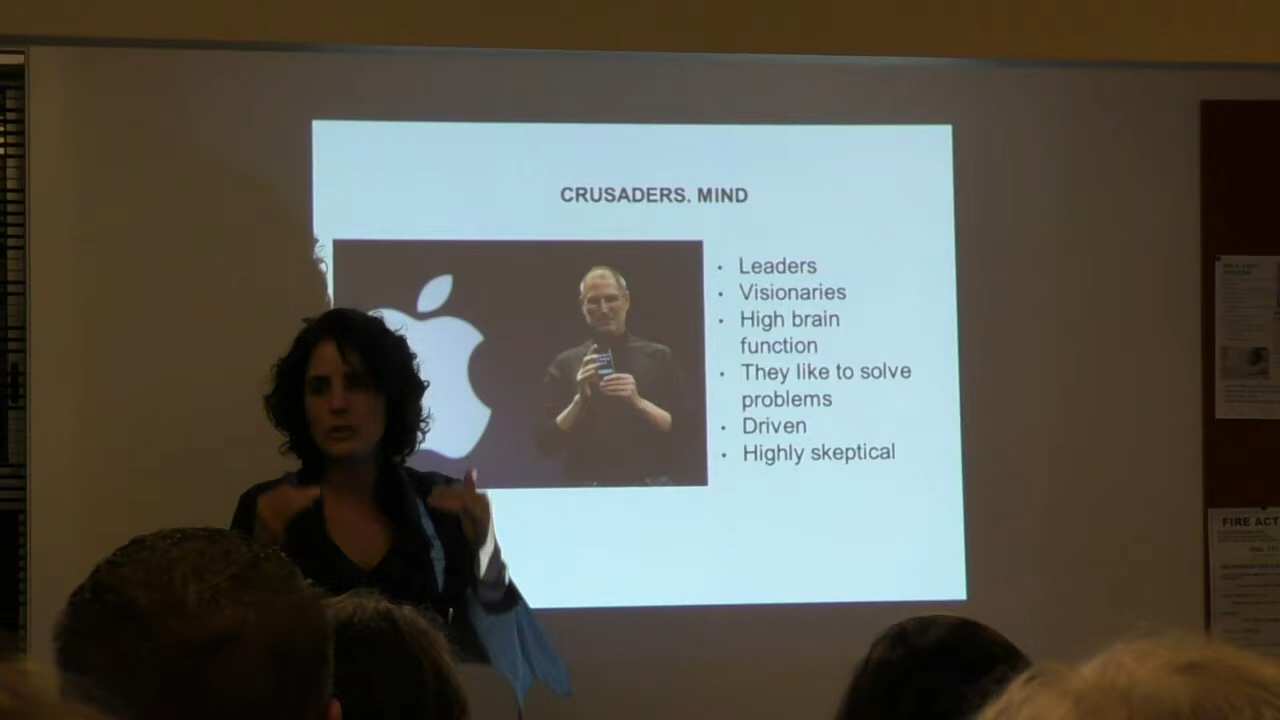 CRUSADERS. MIND
• Leaders
• Visionaries
• High brain
function
• They like to solve
problems
• Driven
• Highly skeptical
FIRE ACT